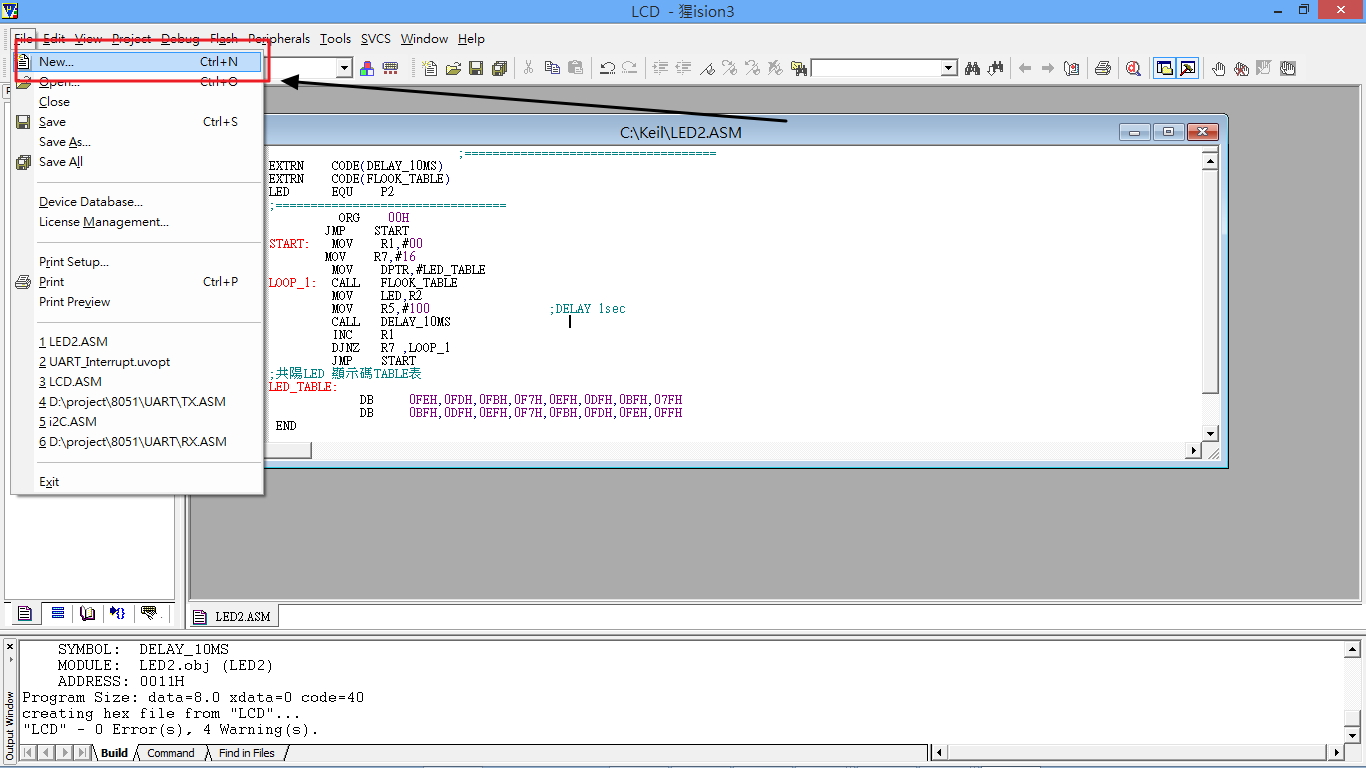 LCD - 猩ision3
File Edit View Project Debug Flash Peripherals Tools SVCS Window Help
New... Ctrl+N
Open... Ctrl+O
Close
Save Ctrl+S
Save As...
Save All
Device Database...
License Management...
Print Setup...
Print Ctrl+P
Print Preview
1 LED2.ASM
2 UART_Interrupt.uvopt
3 LCD.ASM
4 D:\project\8051\UART\TX.ASM
5 i2C.ASM
6 D:\project\8051\UART\RX.ASM
Exit
C:\Keil\LED2.ASM
;====================================
EXTRN CODE(DELAY_10MS)
EXTRN CODE(FLOOK_TABLE)
LED EQU P2
;=================================
ORG 00H
JMP START
START: MOV R1,#00
MOV R7,#16
MOV DPTR,#LED_TABLE
LOOP_1: CALL FLOOK_TABLE
MOV LED,R2
MOV R5,#100 ;DELAY 1sec
CALL DELAY_10MS
INC R1
DJNZ R7 ,LOOP_1
JMP START
;共陽LED 顯示碼TABLE表
LED_TABLE:
DB 0FEH,0FDH,0FBH,0F7H,0EFH,0DFH,0BFH,07FH
DB 0BFH,0DFH,0EFH,0F7H,0FBH,0FDH,0FEH,0FFH
END
LED2.ASM
SYMBOL: DELAY_10MS
MODULE: LED2.obj (LED2)
ADDRESS: 0011H
Program Size: data=8.0 xdata=0 code=40
creating hex file from "LCD"...
"LCD" - 0 Error(s), 4 Warning(s).
Output Window
Build Command Find in Files